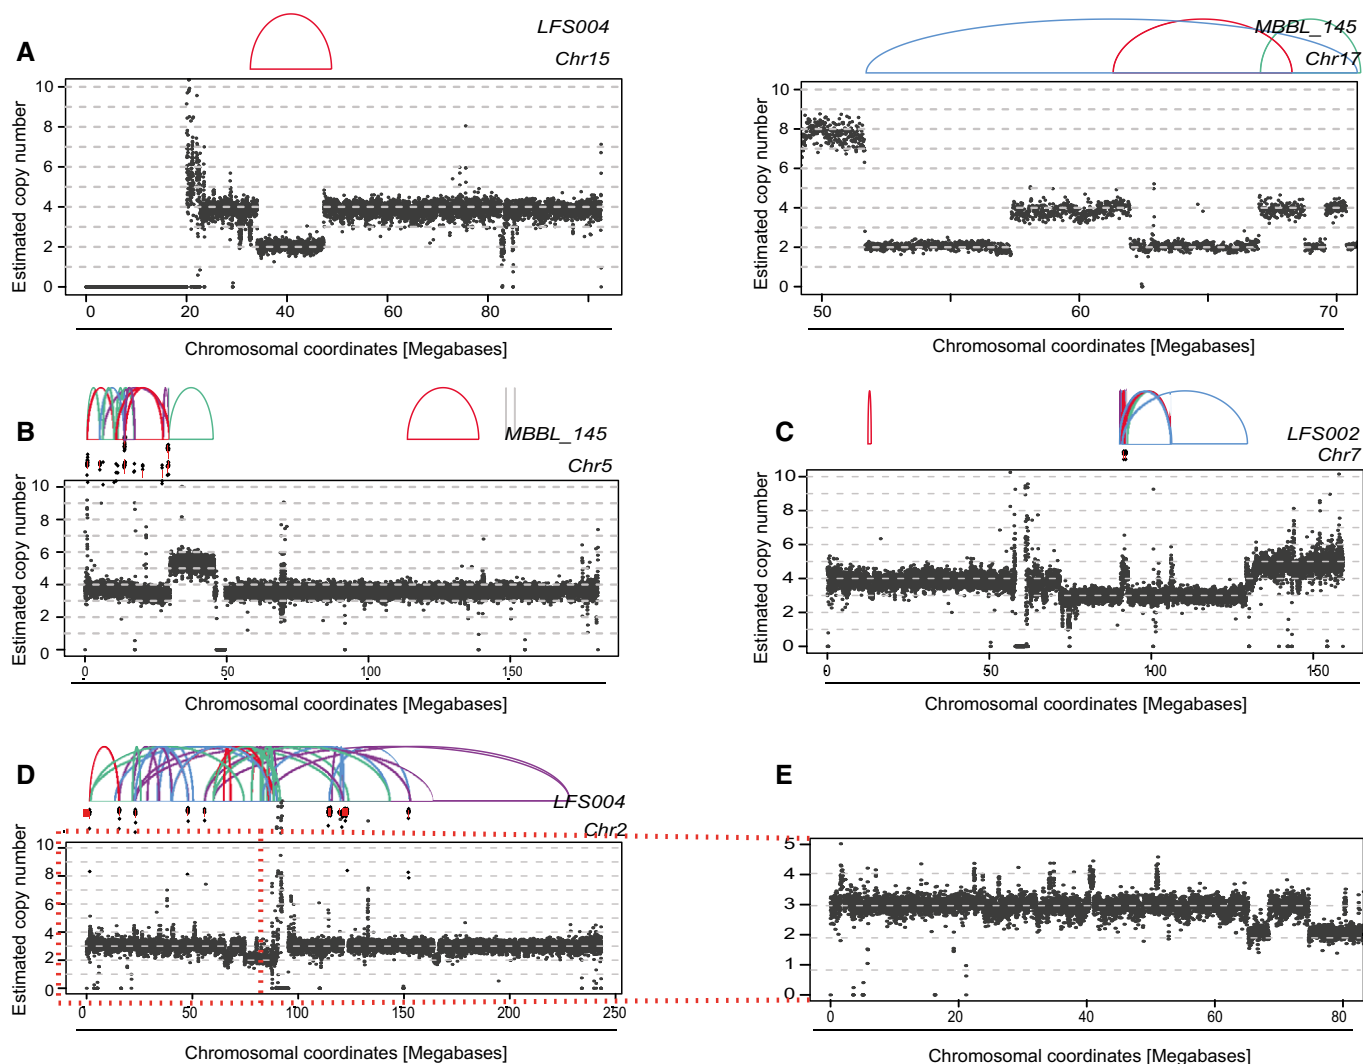 A
LFS004
Chr15
Estimated copy number
10
8
6
4
2
0
0 20 40 60 80
Chromosomal coordinates [Megabases]
MBBL_145
Chr17
Estimated copy number
10
8
6
4
2
0
50 60 70
Chromosomal coordinates [Megabases]
B
MBBL_145
Chr5
Estimated copy number
10
8
6
4
2
0
0 50 100 150
Chromosomal coordinates [Megabases]
C
LFS002
Chr7
Estimated copy number
10
8
6
4
2
0
0 50 100 150
Chromosomal coordinates [Megabases]
D
LFS004
Chr2
Estimated copy number
10
8
6
4
2
0
0 50 100 150 200 250
Chromosomal coordinates [Megabases]
E
5
4
3
2
1
0
0 20 40 60 80
Chromosomal coordinates [Megabases]